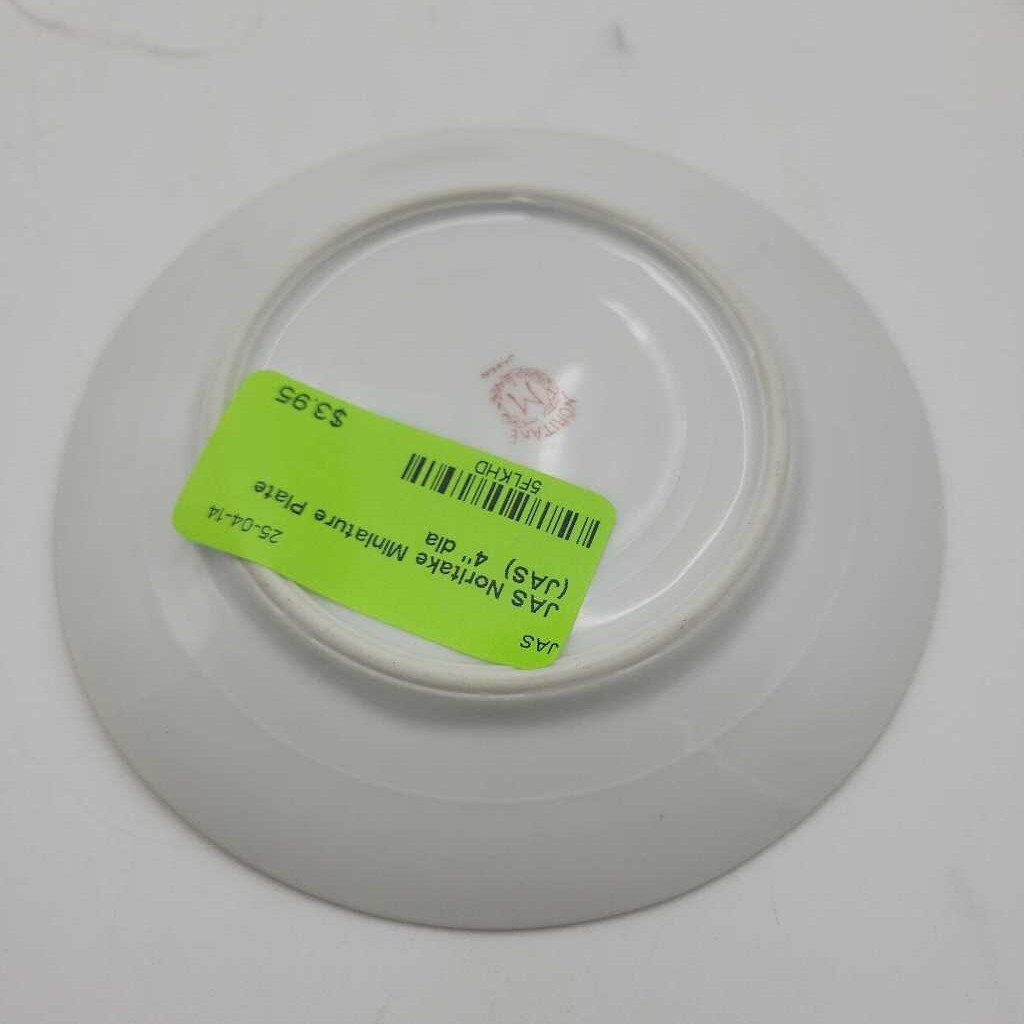 JAS
JAS Noritake Miniature Plate
(JAS) 4" dia
25-04-14
5FLKHD
$3.95
NORITAKE
M